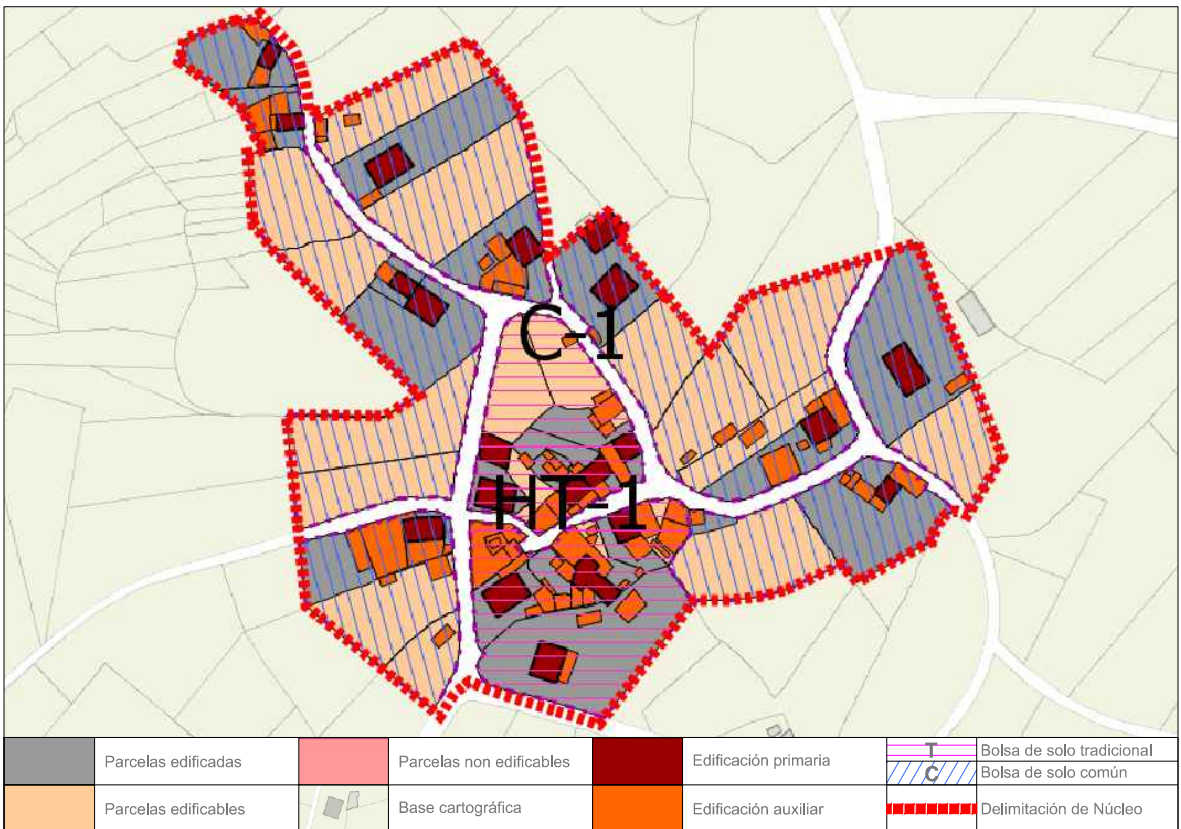 C-1
HT-1
Parcelas edificadas
Parcelas non edificables
Edificación primaria
T
Bolsa de solo tradicional
C
Bolsa de solo común
Parcelas edificables
Base cartográfica
Edificación auxiliar
Delimitación de Núcleo